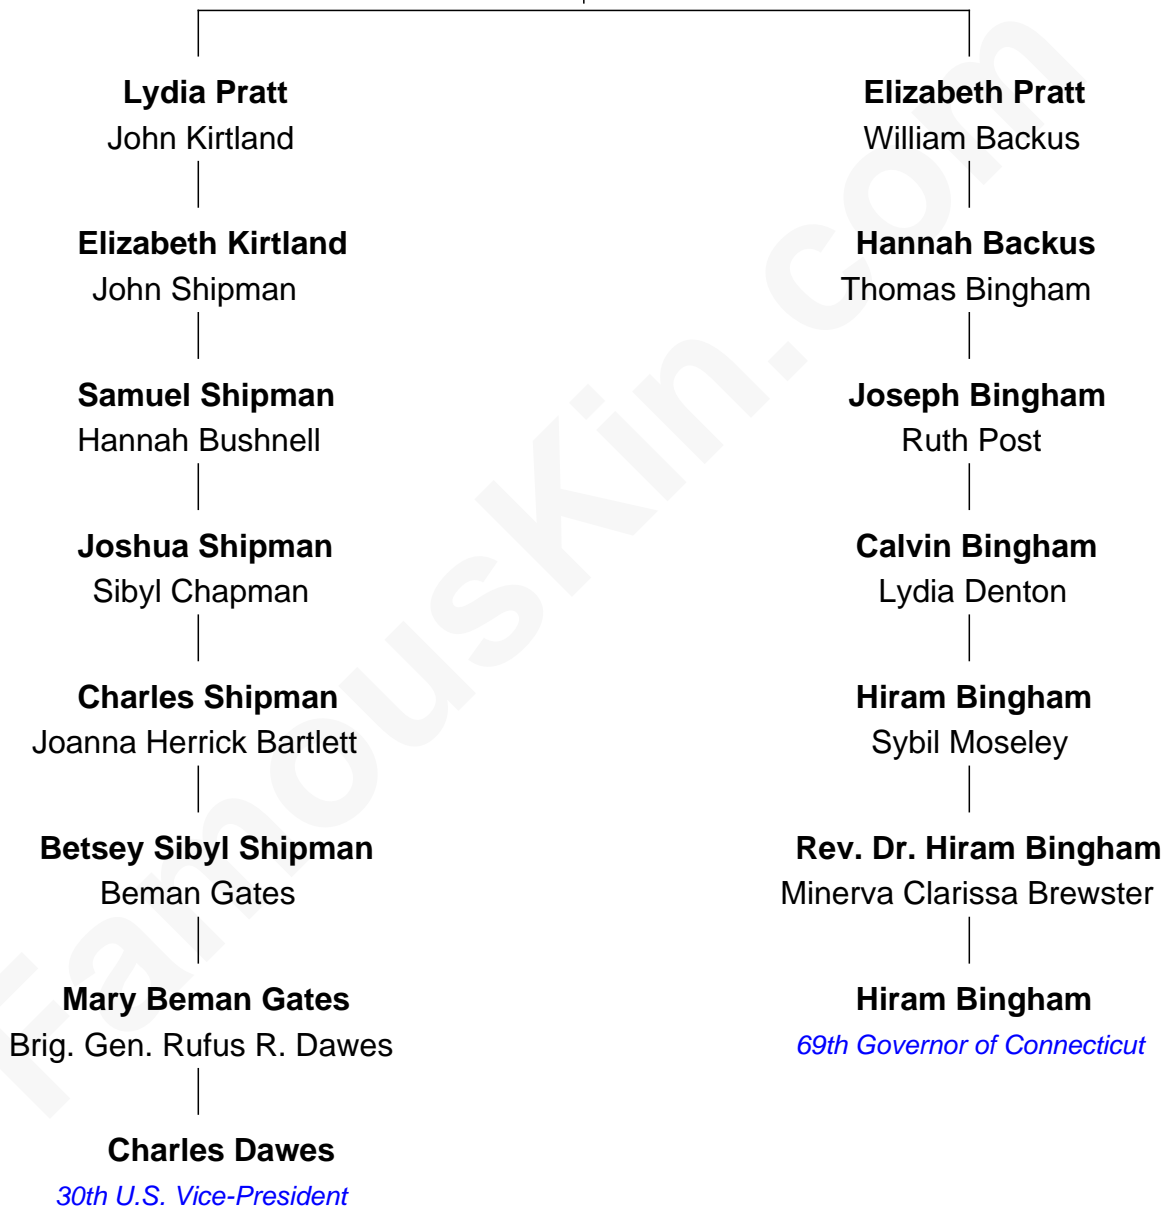 Lydia Pratt
John Kirtland
Elizabeth Kirtland
John Shipman
Samuel Shipman
Hannah Bushnell
Joshua Shipman
Sibyl Chapman
Charles Shipman
Joanna Herrick Bartlett
Betsey Sibyl Shipman
Beman Gates
Mary Beman Gates
Brig. Gen. Rufus R. Dawes
Charles Dawes
30th U.S. Vice-President
Elizabeth Pratt
William Backus
Hannah Backus
Thomas Bingham
Joseph Bingham
Ruth Post
Calvin Bingham
Lydia Denton
Hiram Bingham
Sybil Moseley
Rev. Dr. Hiram Bingham
Minerva Clarissa Brewster
Hiram Bingham
69th Governor of Connecticut
FamousKin.com